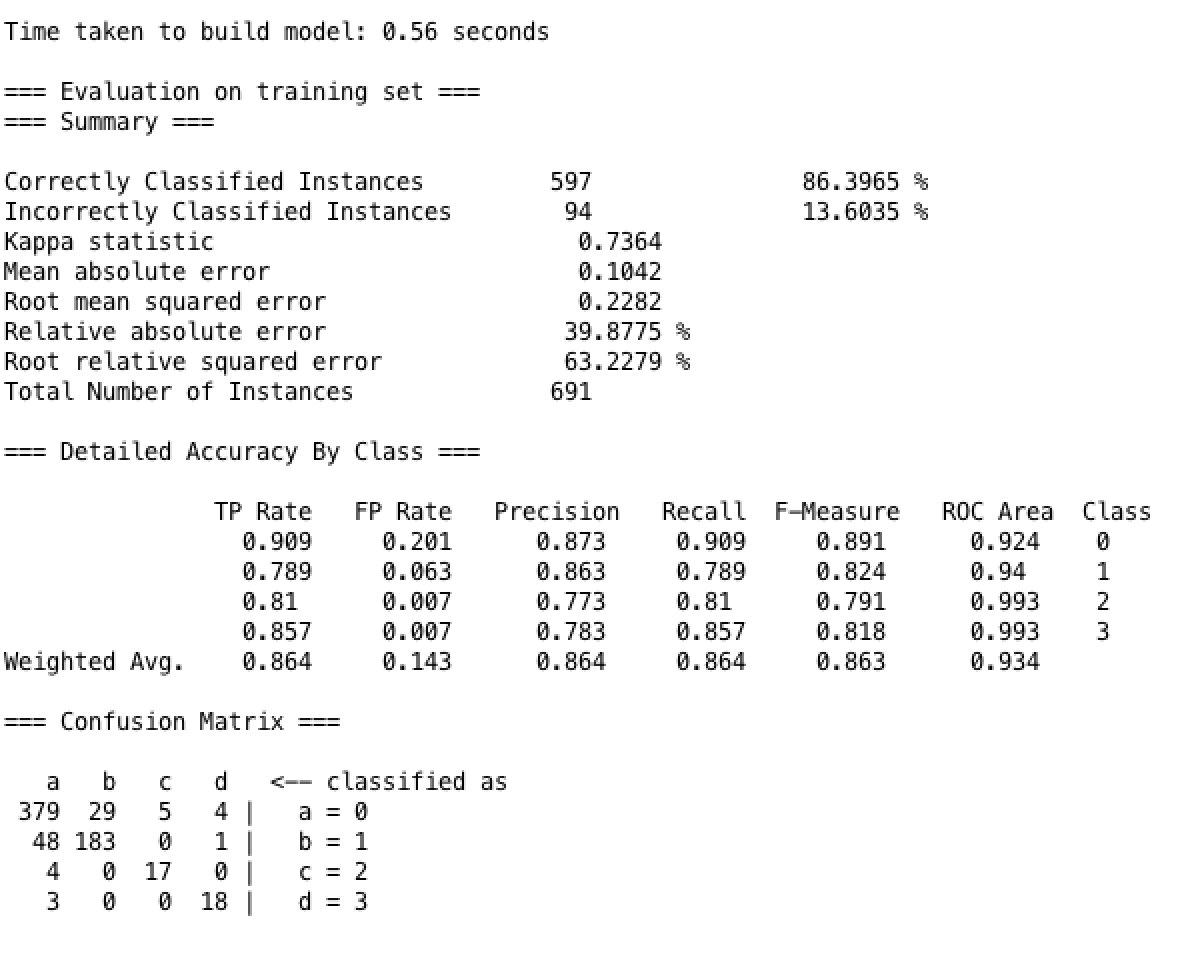 Time taken to build model: 0.56 seconds
=== Evaluation on training set ===
=== Summary ===
Correctly Classified Instances         597               86.3965 %
Incorrectly Classified Instances        94               13.6035 %
Kappa statistic                          0.7364
Mean absolute error                      0.1042
Root mean squared error                  0.2282
Relative absolute error                 39.8775 %
Root relative squared error             63.2279 %
Total Number of Instances              691
=== Detailed Accuracy By Class ===
               TP Rate   FP Rate   Precision   Recall  F-Measure   ROC Area  Class
                 0.909     0.201      0.873     0.909     0.891      0.924    0
                 0.789     0.063      0.863     0.789     0.824      0.94     1
                 0.81      0.007      0.773     0.81      0.791      0.993    2
                 0.857     0.007      0.783     0.857     0.818      0.993    3
Weighted Avg.    0.864     0.143      0.864     0.864     0.863      0.934
=== Confusion Matrix ===
   a   b   c   d   <-- classified as
 379  29   5   4 |   a = 0
  48 183   0   1 |   b = 1
   4   0  17   0 |   c = 2
   3   0   0  18 |   d = 3